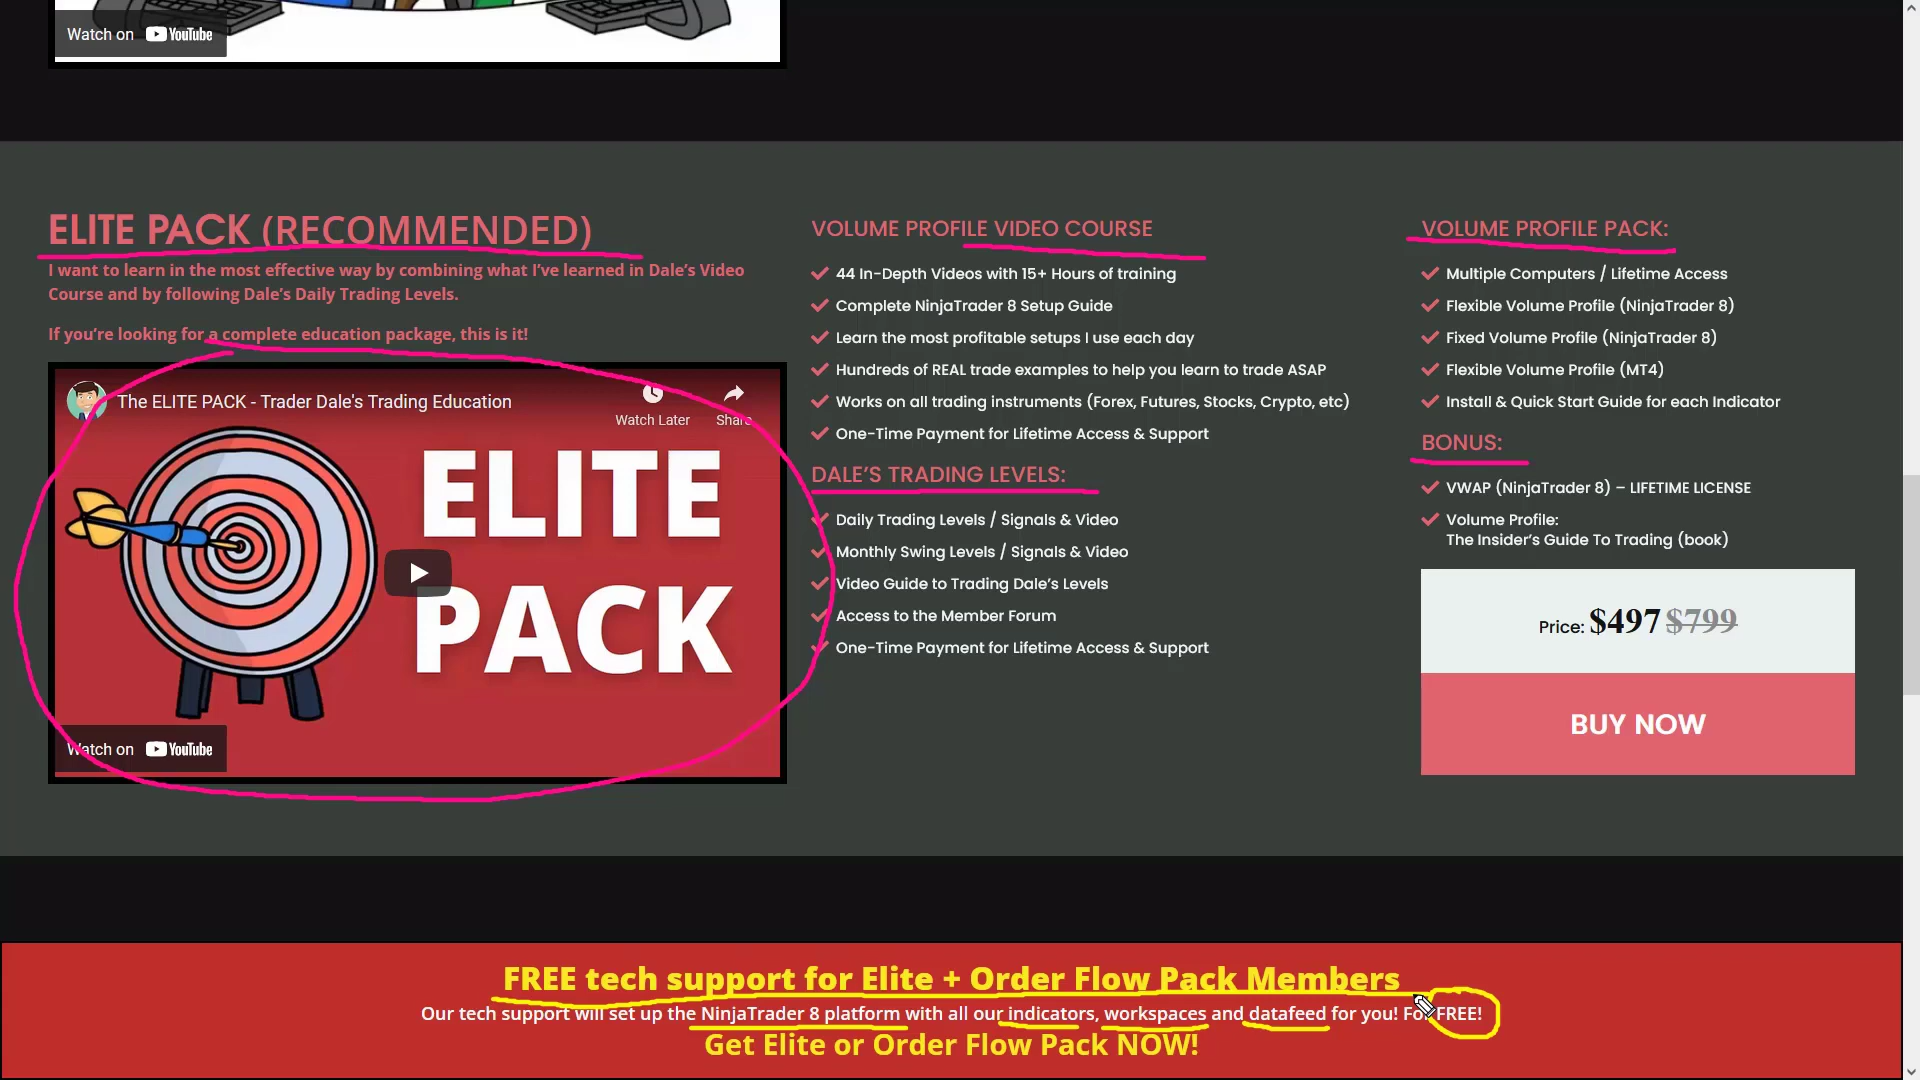 Watch on YouTube
ELITE PACK (RECOMMENDED)
I want to learn in the most effective way by combining what I've learned in Dale's Video
Course and by following Dale's Daily Trading Levels.
If you're looking for a complete education package, this is it!
The ELITE PACK - Trader Dale's Trading Education
Watch Later
Share
ELITE
PACK
Watch on YouTube
VOLUME PROFILE VIDEO COURSE
44 In-Depth Videos with 15+ Hours of training
Complete NinjaTrader 8 Setup Guide
Learn the most profitable setups I use each day
Hundreds of REAL trade examples to help you learn to trade ASAP
Works on all trading instruments (Forex, Futures, Stocks, Crypto, etc)
One-Time Payment for Lifetime Access & Support
DALE'S TRADING LEVELS:
Daily Trading Levels / Signals & Video
Monthly Swing Levels / Signals & Video
Video Guide to Trading Dale's Levels
Access to the Member Forum
One-Time Payment for Lifetime Access & Support
VOLUME PROFILE PACK:
Multiple Computers / Lifetime Access
Flexible Volume Profile (NinjaTrader 8)
Fixed Volume Profile (NinjaTrader 8)
Flexible Volume Profile (MT4)
Install & Quick Start Guide for each Indicator
BONUS:
VWAP (NinjaTrader 8) – LIFETIME LICENSE
Volume Profile:
The Insider's Guide To Trading (book)
Price: $497 $799
BUY NOW
FREE tech support for Elite + Order Flow Pack Members
Our tech support will set up the NinjaTrader 8 platform with all our indicators, workspaces and datafeed for you! For FREE!
Get Elite or Order Flow Pack NOW!